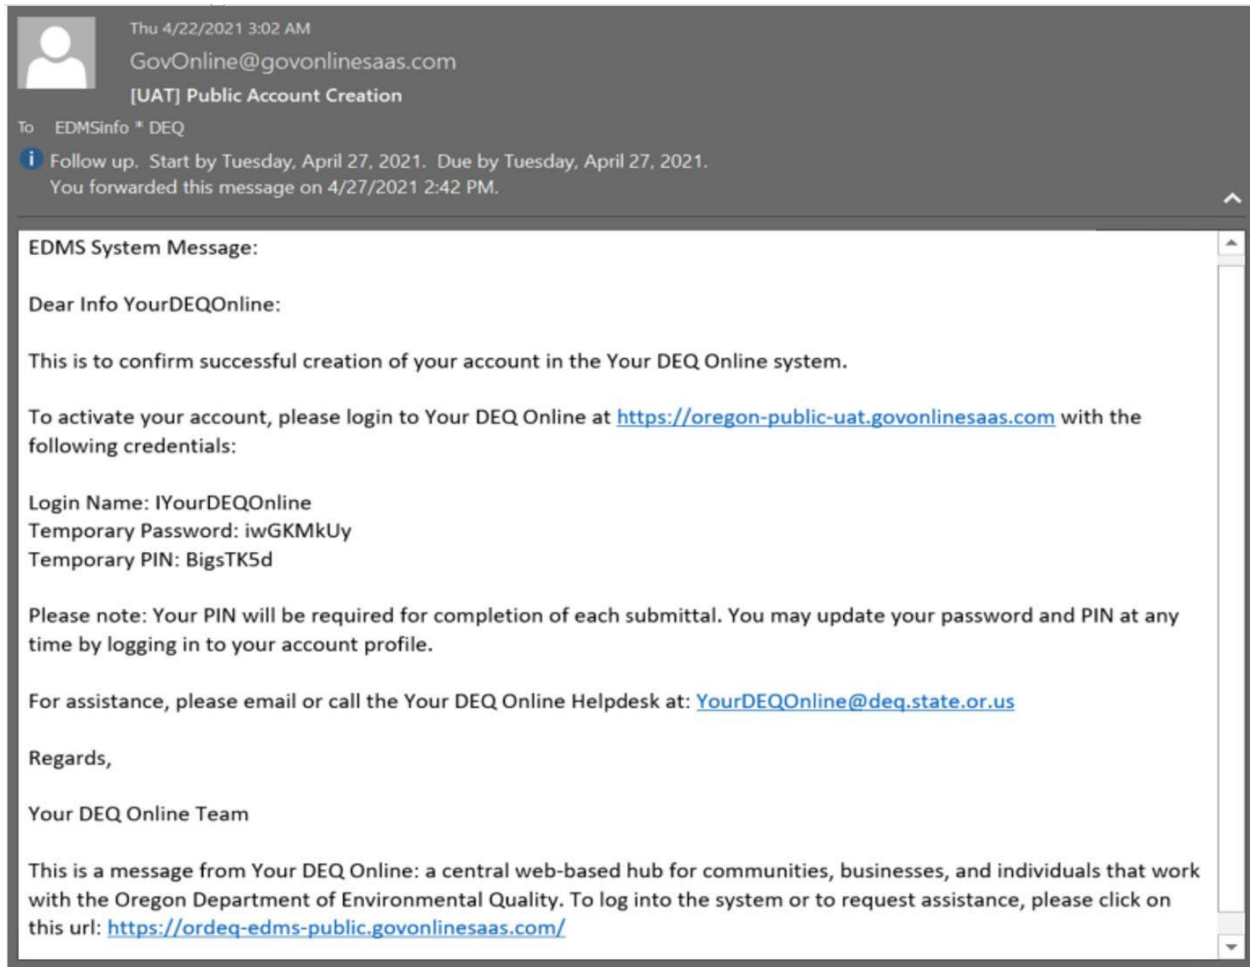 Thu 4/22/2021 3:02 AM
GovOnline@govonlinesaas.com
[UAT] Public Account Creation
To EDMSinfo * DEQ
Follow up. Start by Tuesday, April 27, 2021. Due by Tuesday, April 27, 2021.
You forwarded this message on 4/27/2021 2:42 PM.
EDMS System Message:
Dear Info YourDEQOnline:
This is to confirm successful creation of your account in the Your DEQ Online system.
To activate your account, please login to Your DEQ Online at https://oregon-public-uat.govonlinesaas.com with the
following credentials:
Login Name: IYourDEQOnline
Temporary Password: iwGKMkUy
Temporary PIN: BigsTK5d
Please note: Your PIN will be required for completion of each submittal. You may update your password and PIN at any
time by logging in to your account profile.
For assistance, please email or call the Your DEQ Online Helpdesk at: YourDEQOnline@deq.state.or.us
Regards,
Your DEQ Online Team
This is a message from Your DEQ Online: a central web-based hub for communities, businesses, and individuals that work
with the Oregon Department of Environmental Quality. To log into the system or to request assistance, please click on
this url: https://ordeq-edms-public.govonlinesaas.com/